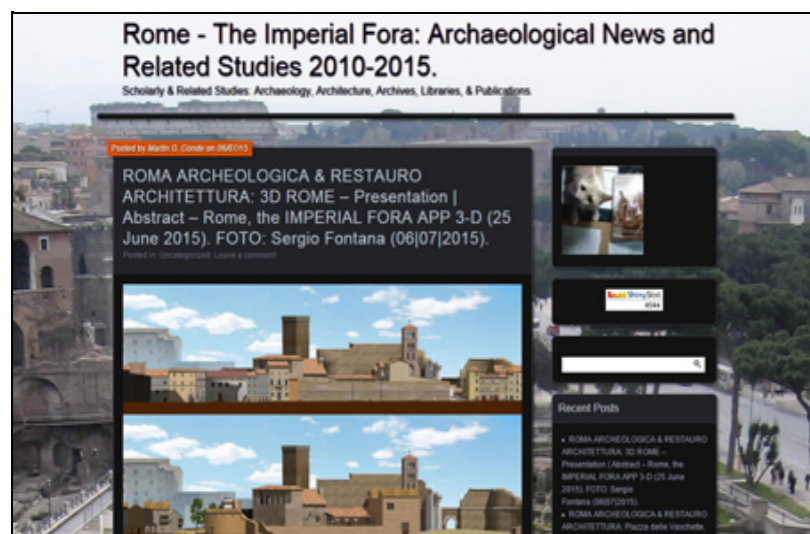 Rome - The Imperial Fora: Archaeological News and
Related Studies 2010-2015.
Scholarly & Related Studies: Archaeology, Architecture, Archives, Libraries, & Publications
Posted by Martin G. Conde on 06/07/15
ROMA ARCHEOLOGICA & RESTAURO
ARCHITETTURA: 3D ROME – Presentation |
Abstract – Rome, the IMPERIAL FORA APP 3-D (25
June 2015). FOTO: Sergio Fontana (06|07|2015).
Posted in: Uncategorized. Leave a comment
4544
Recent Posts
ROMA ARCHEOLOGICA & RESTAURO
ARCHITETTURA: 3D ROME –
Presentation | Abstract – Rome, the
IMPERIAL FORA APP 3-D (25 June
2015). FOTO: Sergio
Fontana (06|07|2015).
ROMA ARCHEOLOGICA & RESTAURO
ARCHITETTURA: Piazza delle Vaschette,